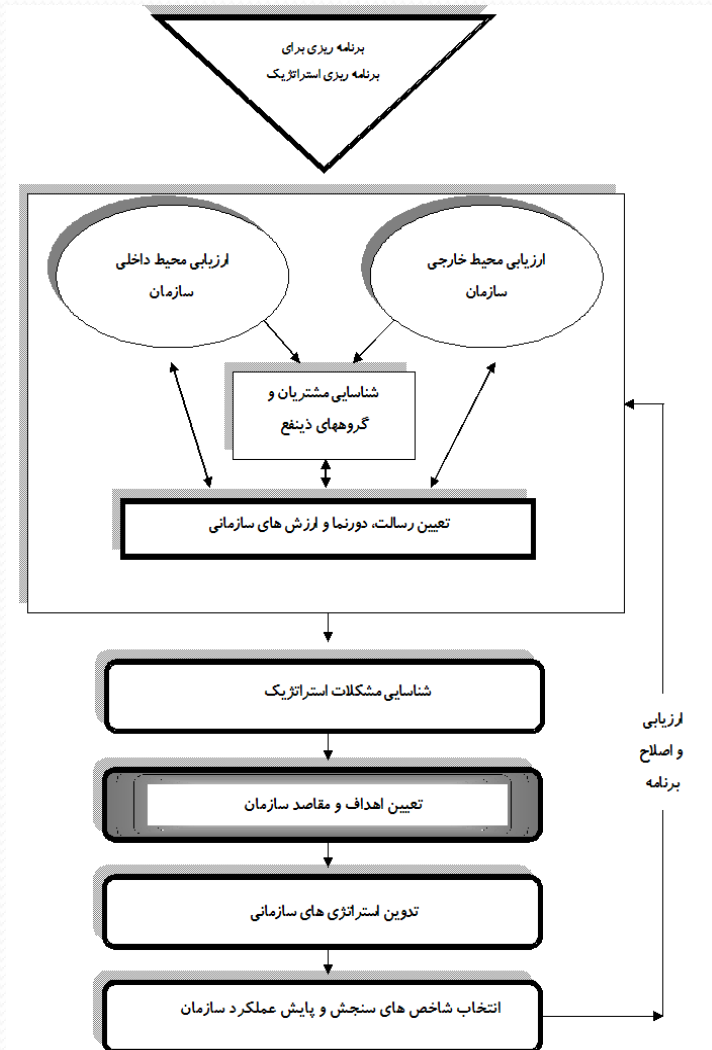 برنامه ریزی برای
برنامه ریزی استراتژیک
ارزیابی محیط خارجی
سازمان
ارزیابی محیط داخلی
سازمان
شناسایی مشتریان و
گروههای ذینفع
تعیین رسالت، دورنما و ارزش های سازمانی
شناسایی مشکلات استراتژیک
تعیین اهداف و مقاصد سازمان
تدوین استراتژی های سازمانی
انتخاب شاخص های سنجش و پایش عملکرد سازمان
ارزیابی
و اصلاح
برنامه